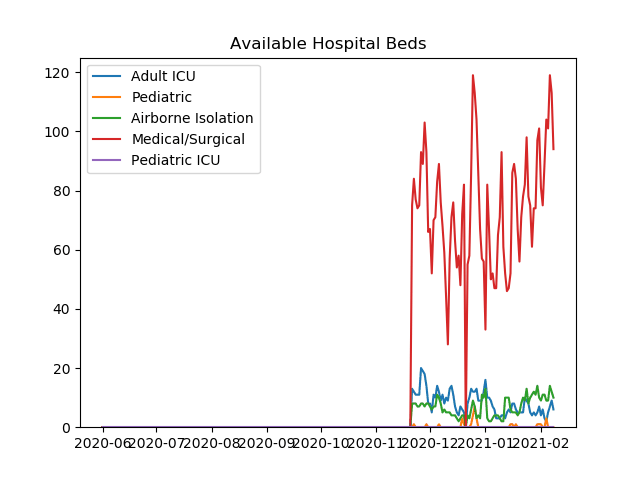 Available Hospital Beds
120
100
80
60
40
20
0
Adult ICU
Pediatric
Airborne Isolation
Medical/Surgical
Pediatric ICU
2020-06 2020-07 2020-08 2020-09 2020-10 2020-11 2020-12 2021-01 2021-02